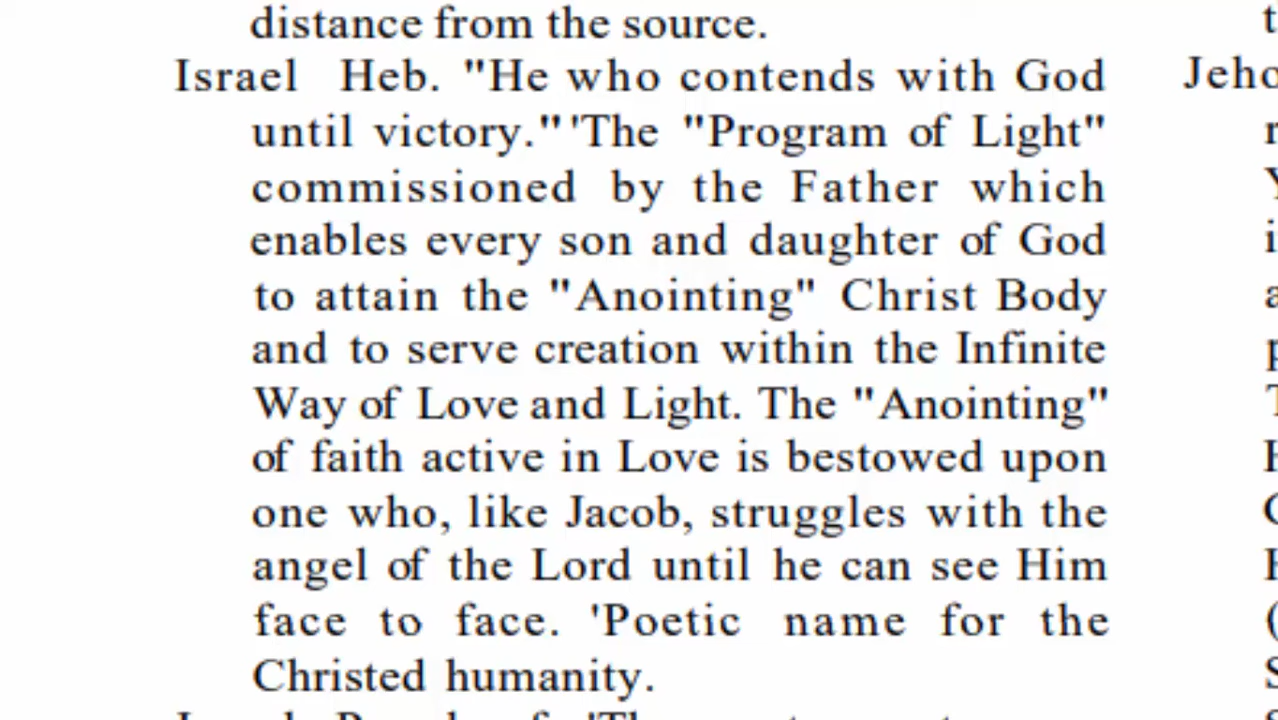 distance from the source.
Israel Heb. "He who contends with God
until victory." 'The "Program of Light"
commissioned by the Father which
enables every son and daughter of God
to attain the "Anointing" Christ Body
and to serve creation within the Infinite
Way of Love and Light. The "Anointing"
of faith active in Love is bestowed upon
one who, like Jacob, struggles with the
angel of the Lord until he can see Him
face to face. 'Poetic name for the
Christed humanity.
Jeho